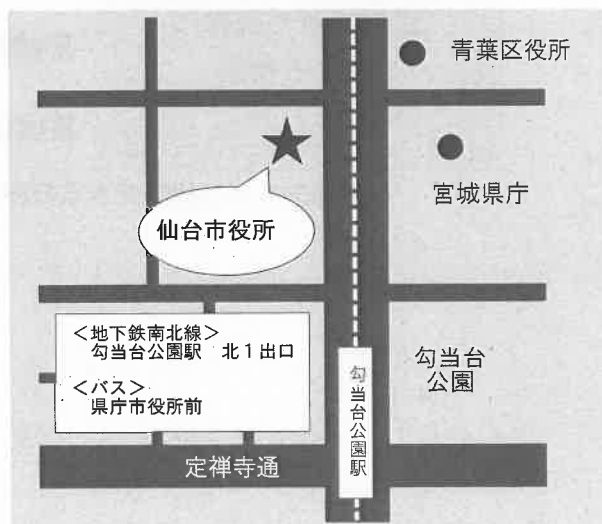 青葉区役所
宮城県庁
仙台市役所
<地下鉄南北線>
勾当台公園駅 北1出口
<バス>
県庁市役所前
勾当台
公園
勾当台公園駅
定禅寺通